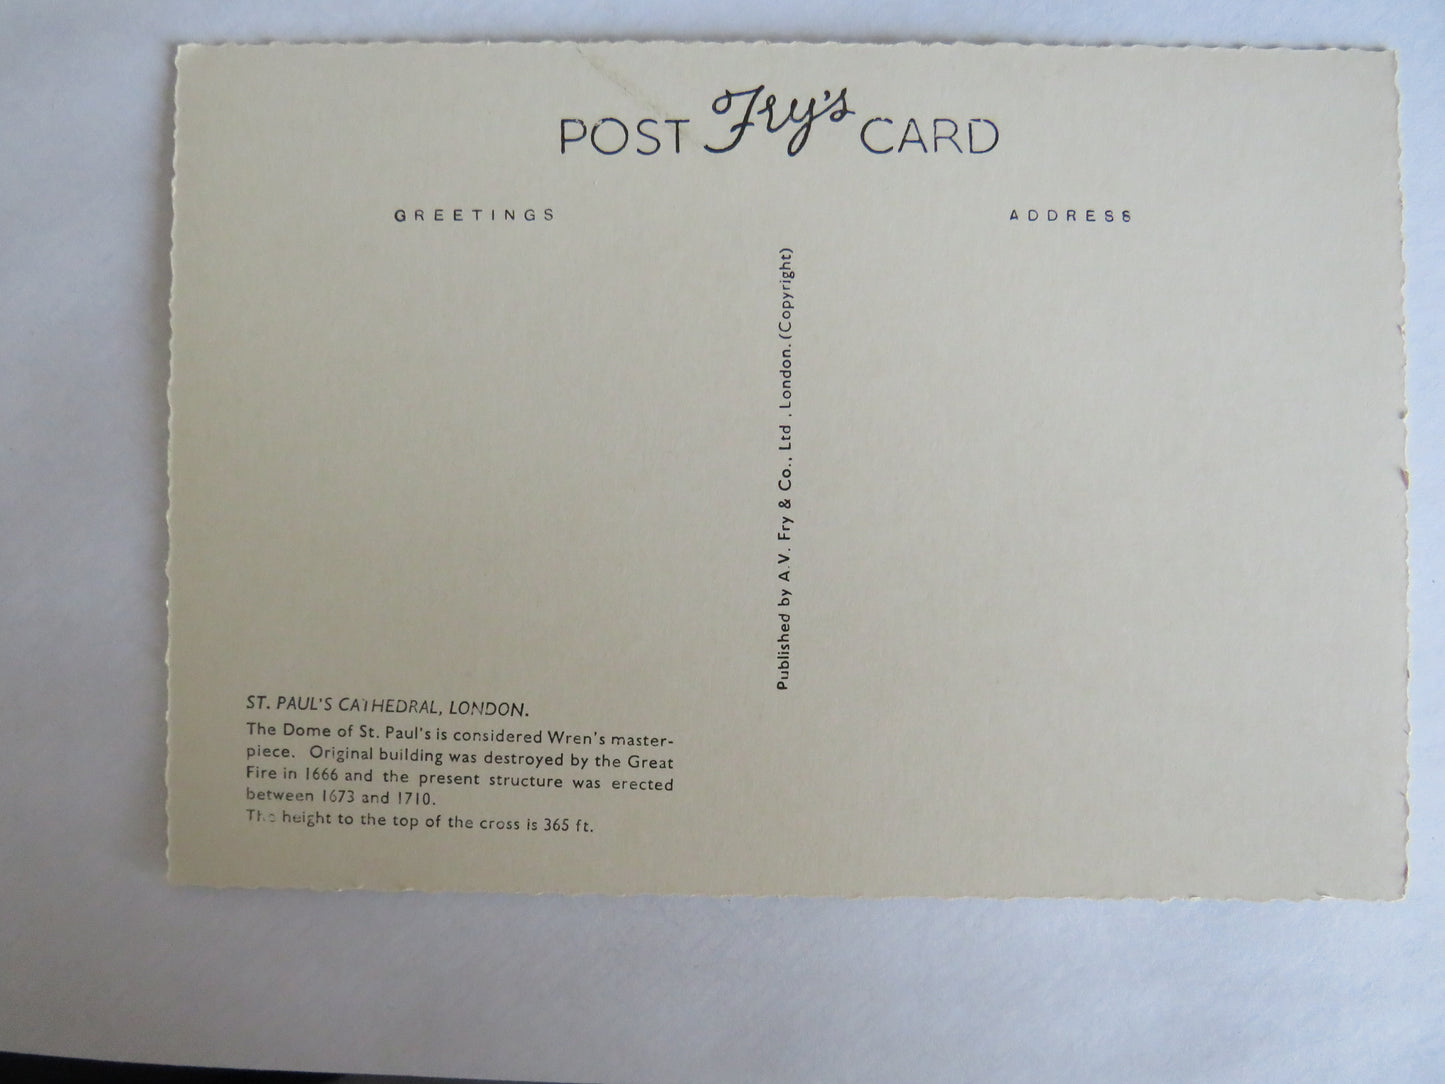 POST Fry's CARD
GREETINGS
ADDRESS
Published by A.V. Fry & Co., Ltd., London. (Copyright)
ST. PAUL'S CATHEDRAL, LONDON.
The Dome of St. Paul's is considered Wren's master-
piece. Original building was destroyed by the Great
Fire in 1666 and the present structure was erected
between 1673 and 1710.
The height to the top of the cross is 365 ft.